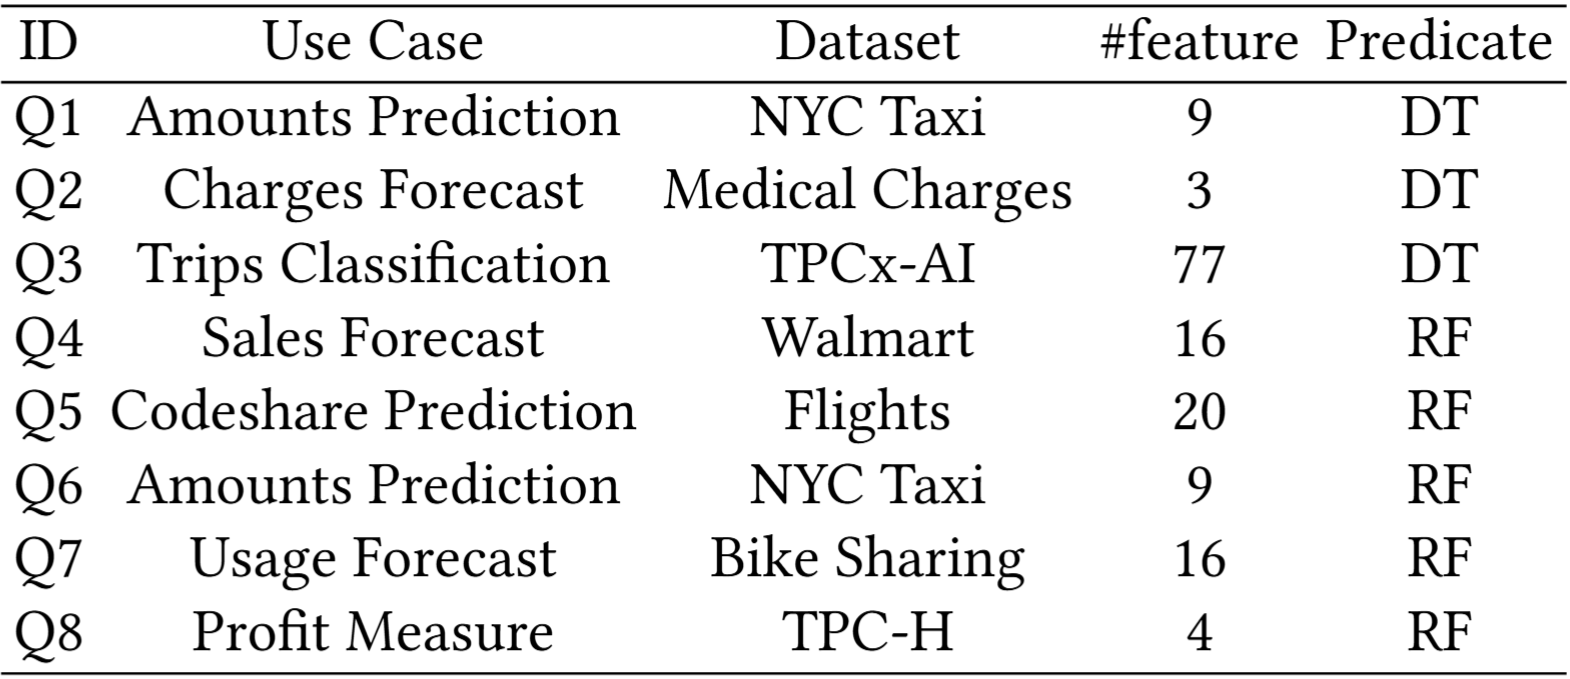 ID Use Case Dataset #feature Predicate
Q1 Amounts Prediction NYC Taxi 9 DT
Q2 Charges Forecast Medical Charges 3 DT
Q3 Trips Classification TPCx-AI 77 DT
Q4 Sales Forecast Walmart 16 RF
Q5 Codeshare Prediction Flights 20 RF
Q6 Amounts Prediction NYC Taxi 9 RF
Q7 Usage Forecast Bike Sharing 16 RF
Q8 Profit Measure TPC-H 4 RF